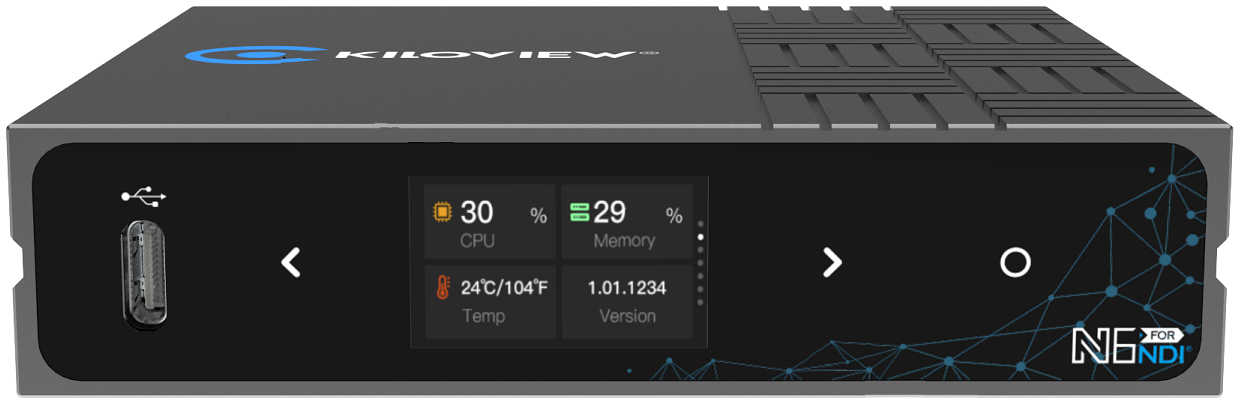 KILOVIEW®
30 %
CPU
29 %
Memory
24℃/104°F
Temp
1.01.1234
Version
N6 FOR NDI®